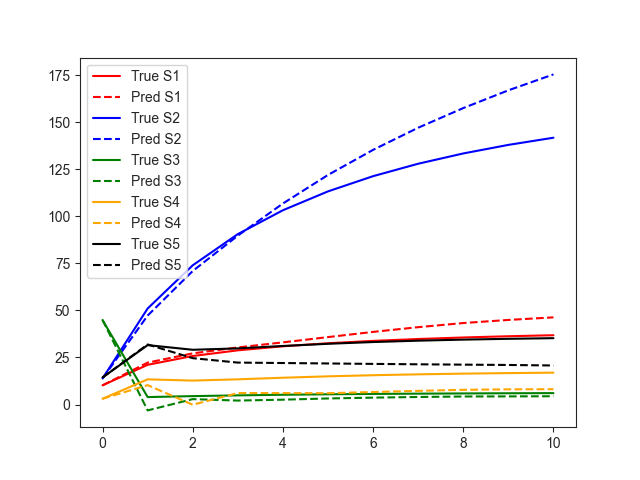 175
150
125
100
75
50
25
0
0
2
4
6
8
10
True S1
Pred S1
True S2
Pred S2
True S3
Pred S3
True S4
Pred S4
True S5
Pred S5